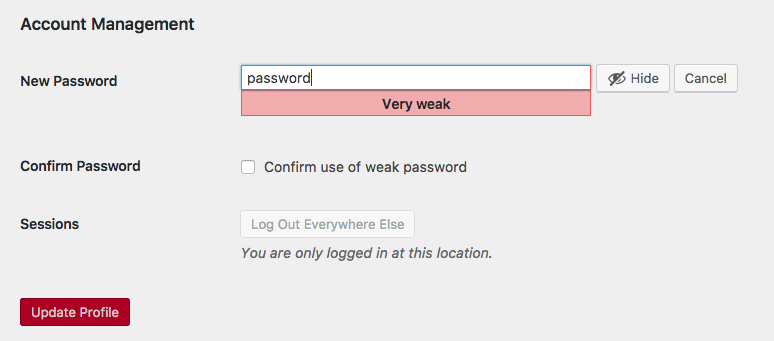 Account Management
New Password
password
Hide
Cancel
Very weak
Confirm Password
Confirm use of weak password
Sessions
Log Out Everywhere Else
You are only logged in at this location.
Update Profile